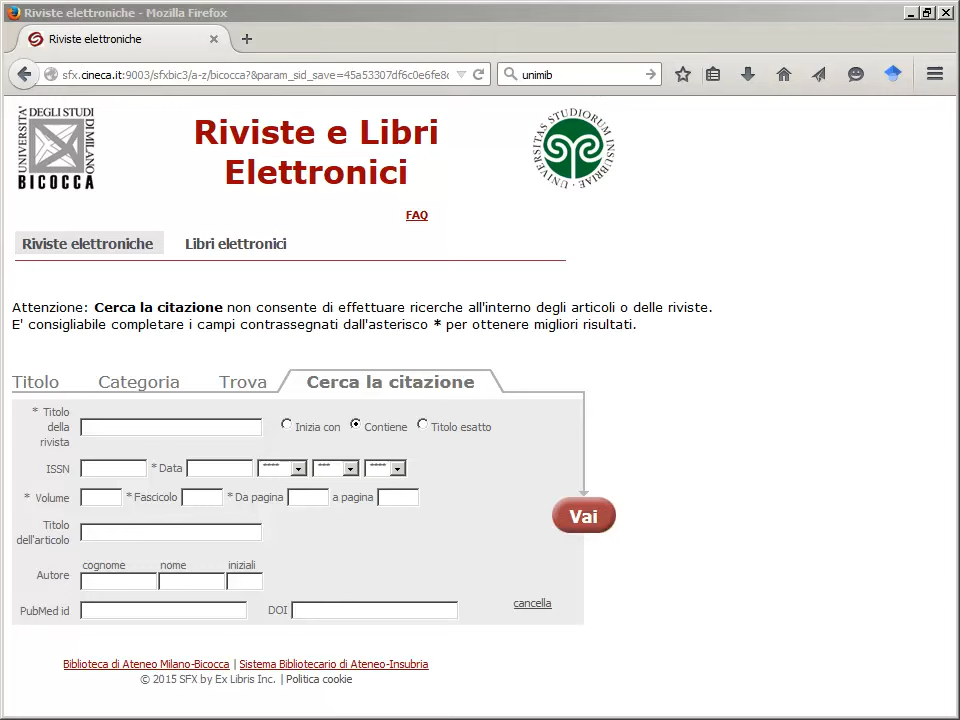 Riviste elettroniche - Mozilla Firefox
Riviste elettroniche
sfx.cineca.it:9003/sfxbic3/a-z/bicocca?&param_sid_save=45a53307df6c0e6fe8
unimib
UNIVERSITA' DEGLI STUDI DI MILANO
BICOCCA
Riviste e Libri
Elettronici
UNIVERSITAS STUDIORUM INSUBRIAE
FAQ
Riviste elettroniche Libri elettronici
Attenzione: Cerca la citazione non consente di effettuare ricerche all'interno degli articoli o delle riviste.
E' consigliabile completare i campi contrassegnati dall'asterisco * per ottenere migliori risultati.
Titolo Categoria Trova Cerca la citazione
* Titolo
della
rivista
Inizia con Contiene Titolo esatto
ISSN * Data **** *** ****
* Volume * Fascicolo * Da pagina a pagina
Vai
Titolo
dell'articolo
cognome nome iniziali
Autore
PubMed id DOI cancella
Biblioteca di Ateneo Milano-Bicocca | Sistema Bibliotecario di Ateneo-Insubria
© 2015 SFX by Ex Libris Inc. | Politica cookie